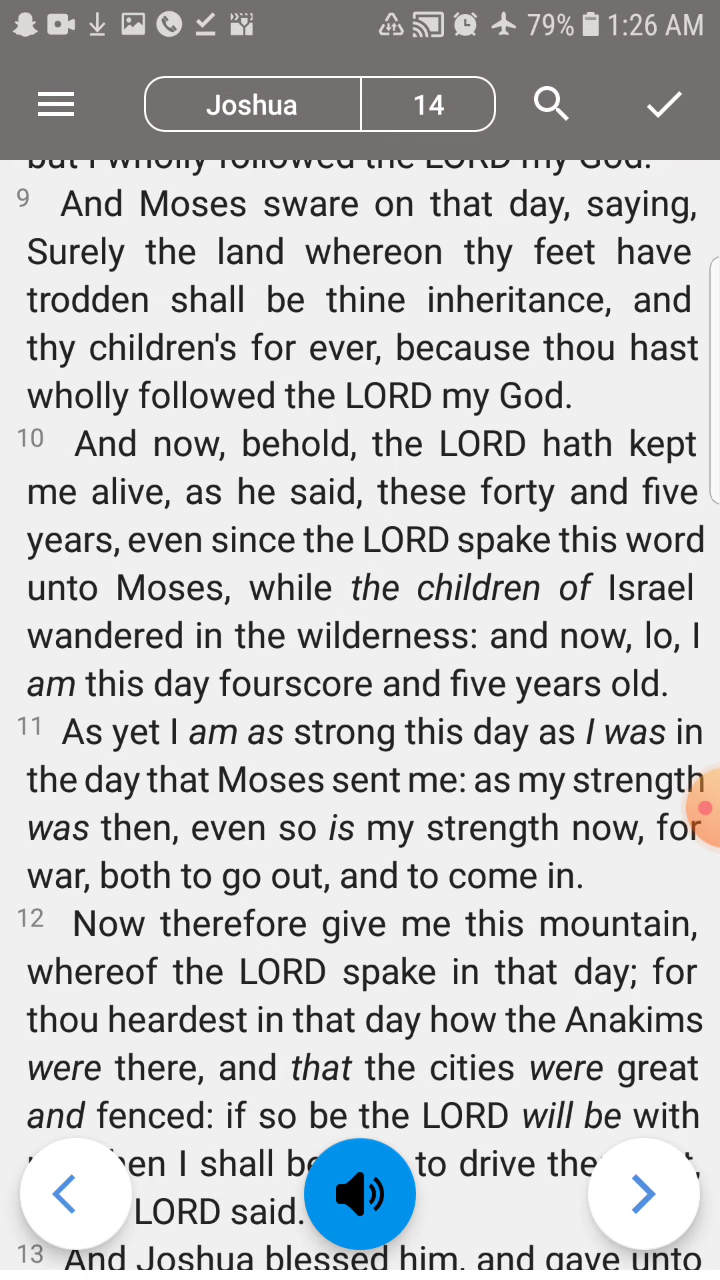 79% 1:26 AM
Joshua 14
but I wholly followed the LORD my God.
9 And Moses sware on that day, saying,
Surely the land whereon thy feet have
trodden shall be thine inheritance, and
thy children's for ever, because thou hast
wholly followed the LORD my God.
10 And now, behold, the LORD hath kept
me alive, as he said, these forty and five
years, even since the LORD spake this word
unto Moses, while the children of Israel
wandered in the wilderness: and now, lo, I
am this day fourscore and five years old.
11 As yet I am as strong this day as I was in
the day that Moses sent me: as my strength
was then, even so is my strength now, for
war, both to go out, and to come in.
12 Now therefore give me this mountain,
whereof the LORD spake in that day; for
thou heardest in that day how the Anakims
were there, and that the cities were great
and fenced: if so be the LORD will be with
I shall to drive
LORD said.
13 And Joshua blessed him, and gave unto